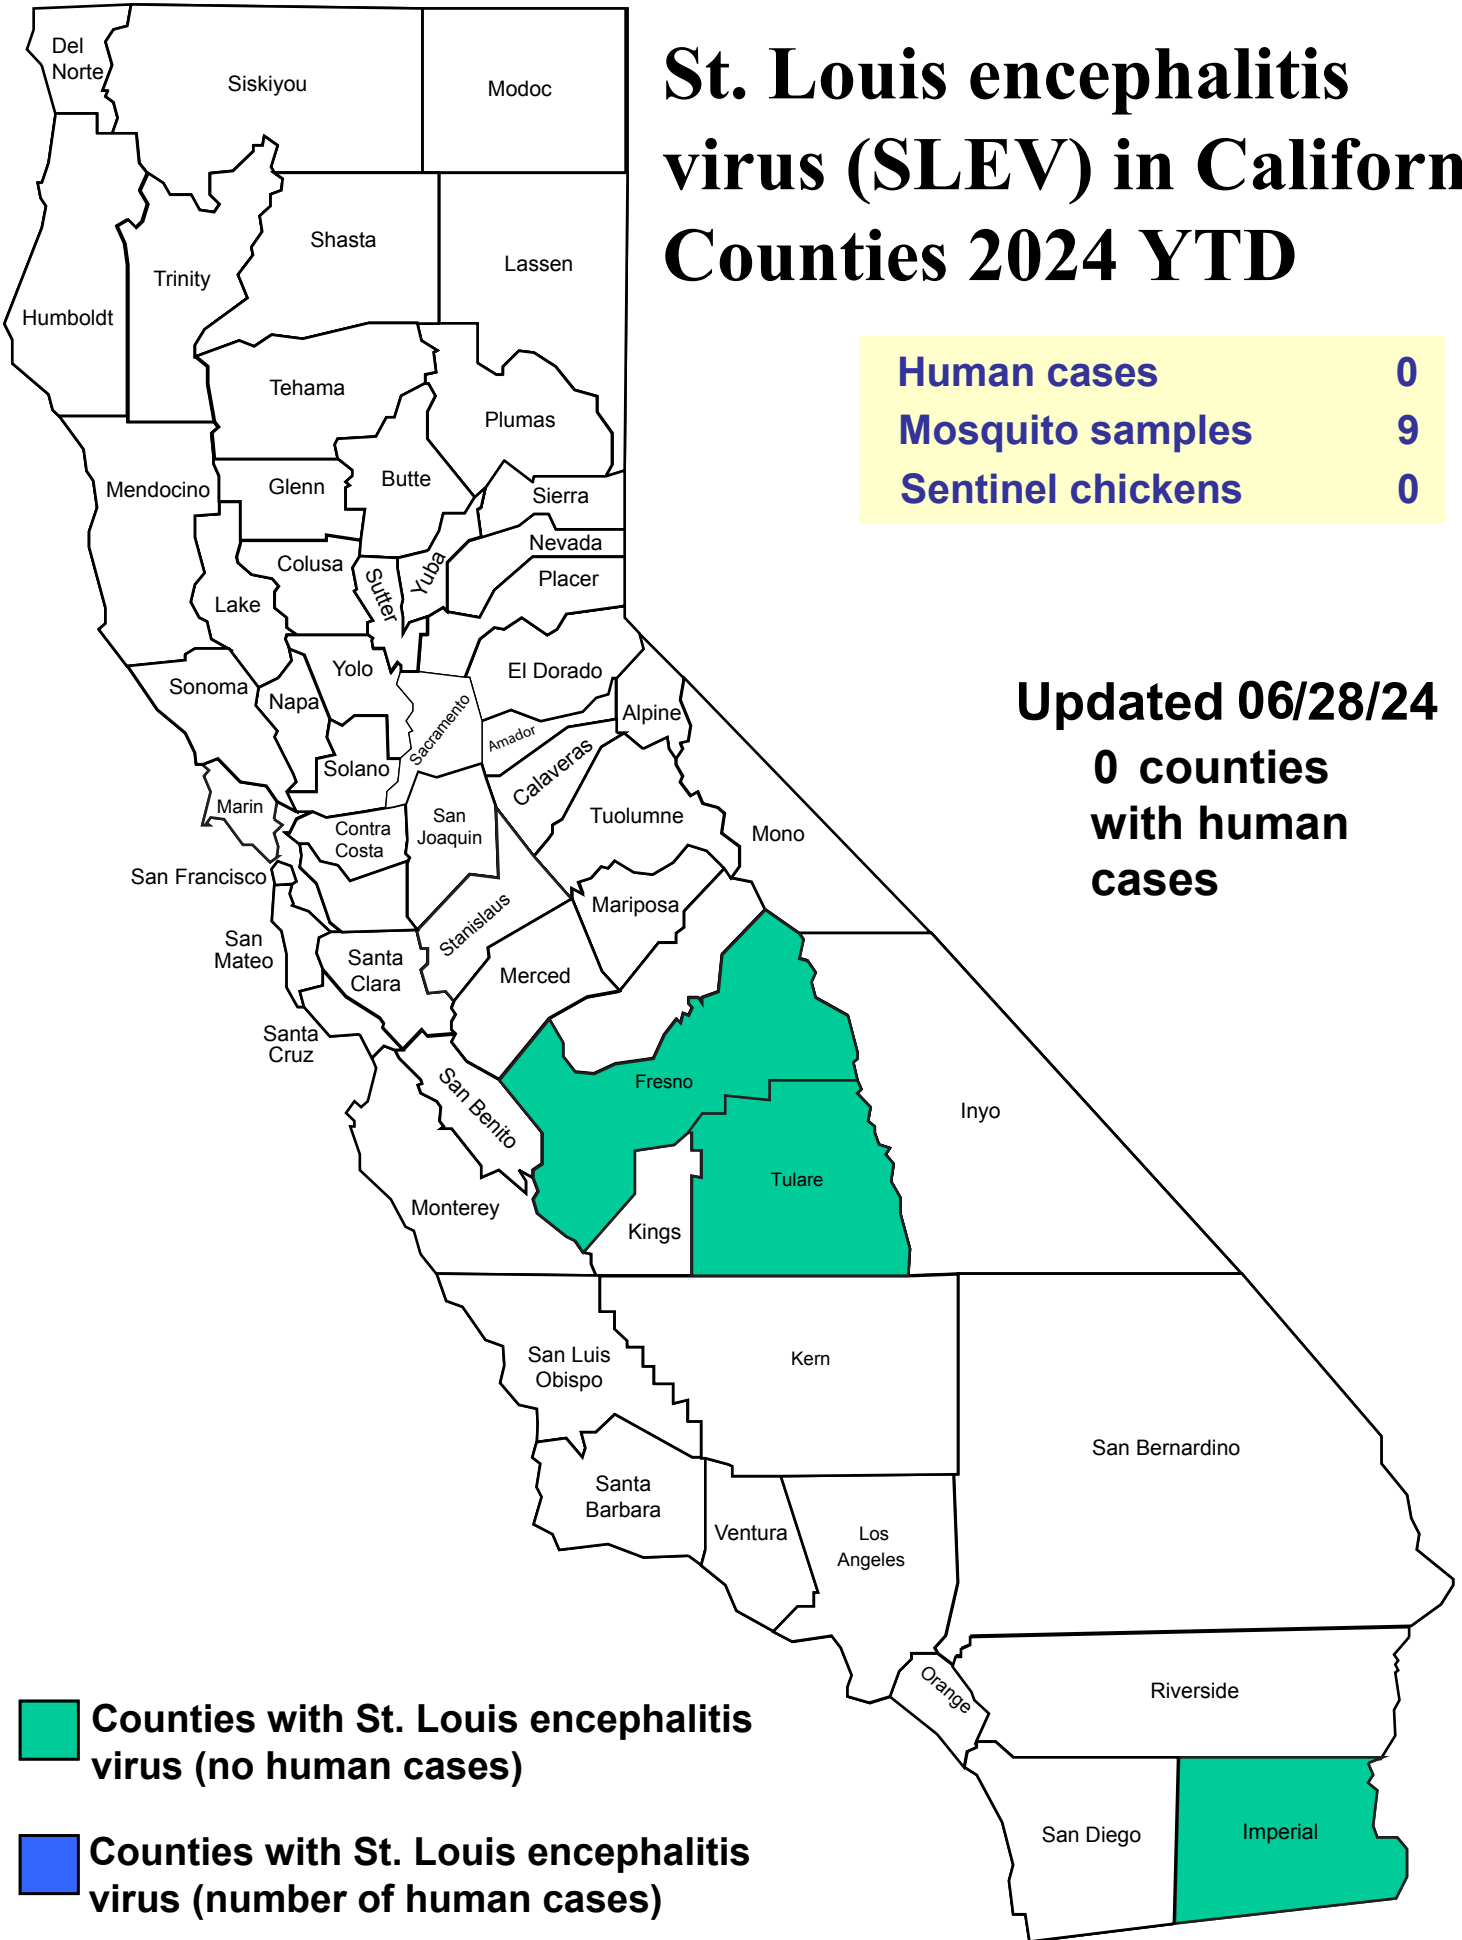 St. Louis encephalitis
virus (SLEV) in Californ
Counties 2024 YTD
Human cases 0
Mosquito samples 9
Sentinel chickens 0
Updated 06/28/24
0 counties
with human
cases
Del
Norte
Siskiyou
Modoc
Shasta
Lassen
Trinity
Humboldt
Tehama
Plumas
Mendocino
Glenn
Butte
Sierra
Nevada
Colusa
Sutter
Yuba
Placer
Lake
Yolo
El Dorado
Sonoma
Napa
Sacramento
Amador
Alpine
Solano
Calaveras
Marin
San
Joaquin
Tuolumne
Contra
Costa
Mono
San Francisco
Stanislaus
Mariposa
San
Mateo
Santa
Clara
Merced
Santa
Cruz
San Benito
Fresno
Inyo
Monterey
Tulare
Kings
San Luis
Obispo
Kern
San Bernardino
Santa
Barbara
Ventura
Los
Angeles
Orange
Riverside
San Diego
Imperial
Counties with St. Louis encephalitis
virus (no human cases)
Counties with St. Louis encephalitis
virus (number of human cases)